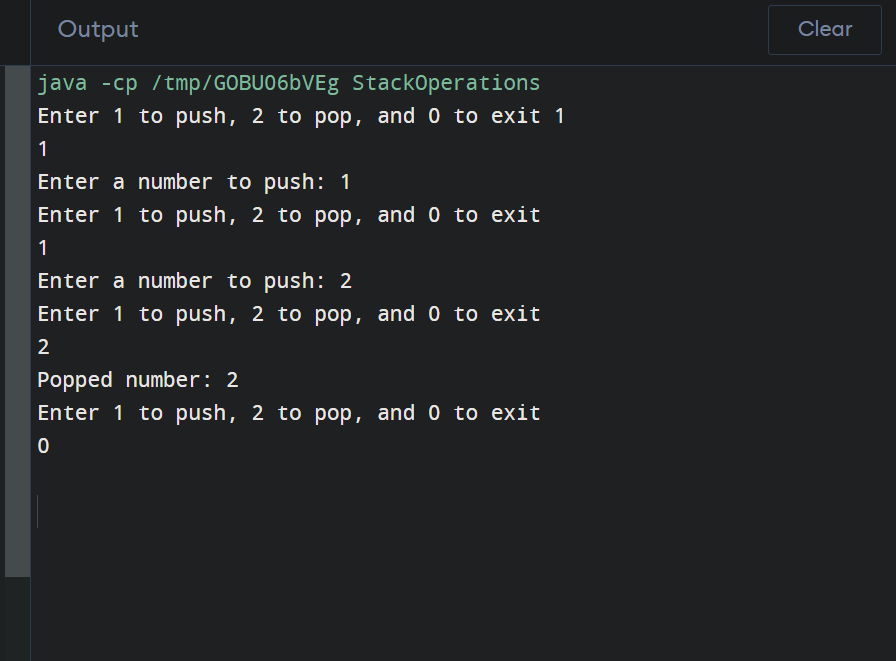 Output
Clear
java -cp /tmp/GOBUO6bVEg StackOperations
Enter 1 to push, 2 to pop, and 0 to exit 1
1
Enter a number to push: 1
Enter 1 to push, 2 to pop, and 0 to exit
1
Enter a number to push: 2
Enter 1 to push, 2 to pop, and 0 to exit
2
Popped number: 2
Enter 1 to push, 2 to pop, and 0 to exit
0